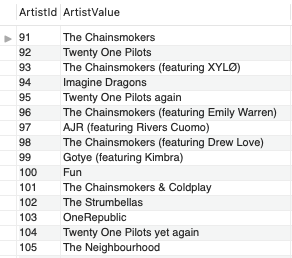 ArtistId ArtistValue
91 The Chainsmokers
92 Twenty One Pilots
93 The Chainsmokers (featuring XYLØ)
94 Imagine Dragons
95 Twenty One Pilots again
96 The Chainsmokers (featuring Emily Warren)
97 AJR (featuring Rivers Cuomo)
98 The Chainsmokers (featuring Drew Love)
99 Gotye (featuring Kimbra)
100 Fun
101 The Chainsmokers & Coldplay
102 The Strumbellas
103 OneRepublic
104 Twenty One Pilots yet again
105 The Neighbourhood